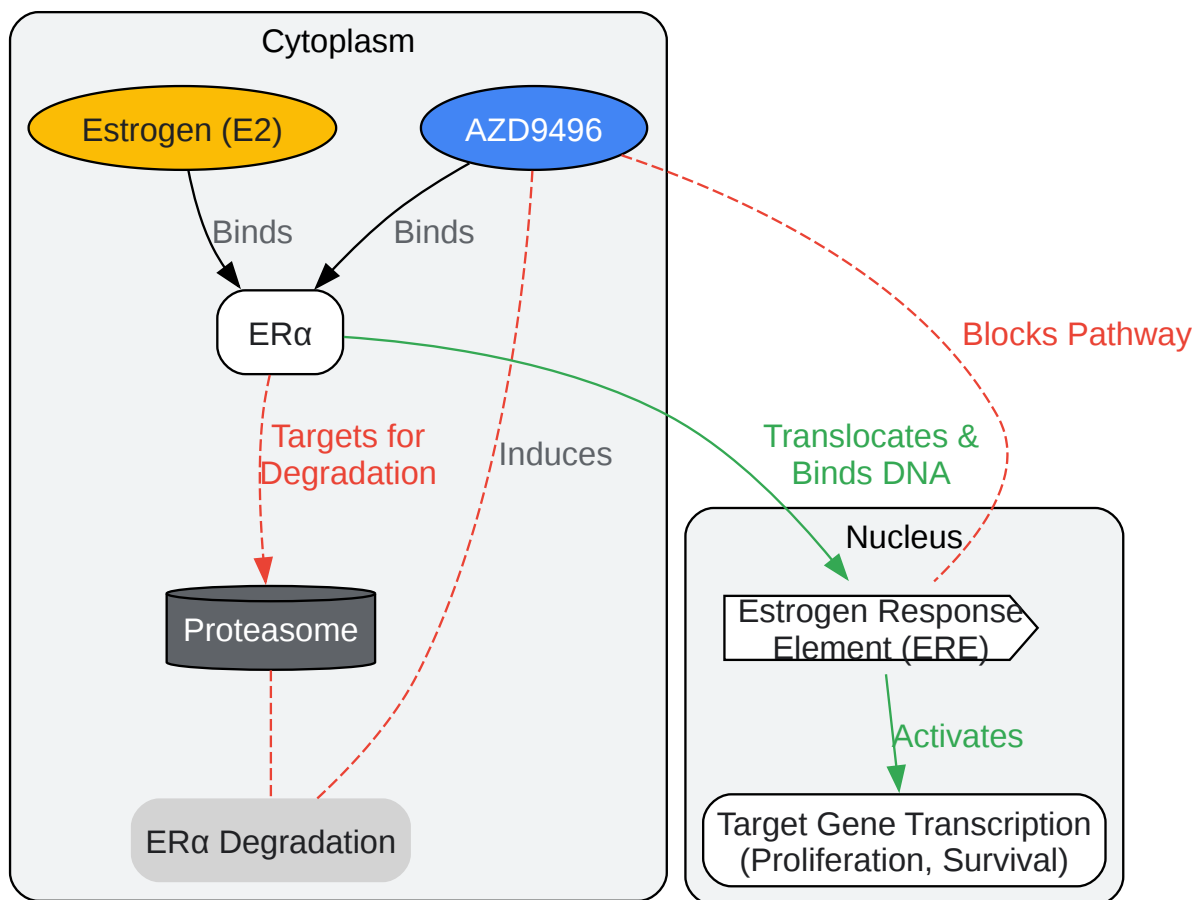 Cytoplasm
Estrogen (E2)
AZD9496
Binds
Binds
ERα
Blocks Pathway
Targets for
Degradation
Induces
Translocates &
Binds DNA
Nucleus
Estrogen Response
Element (ERE)
Proteasome
Activates
ERα Degradation
Target Gene Transcription
(Proliferation, Survival)